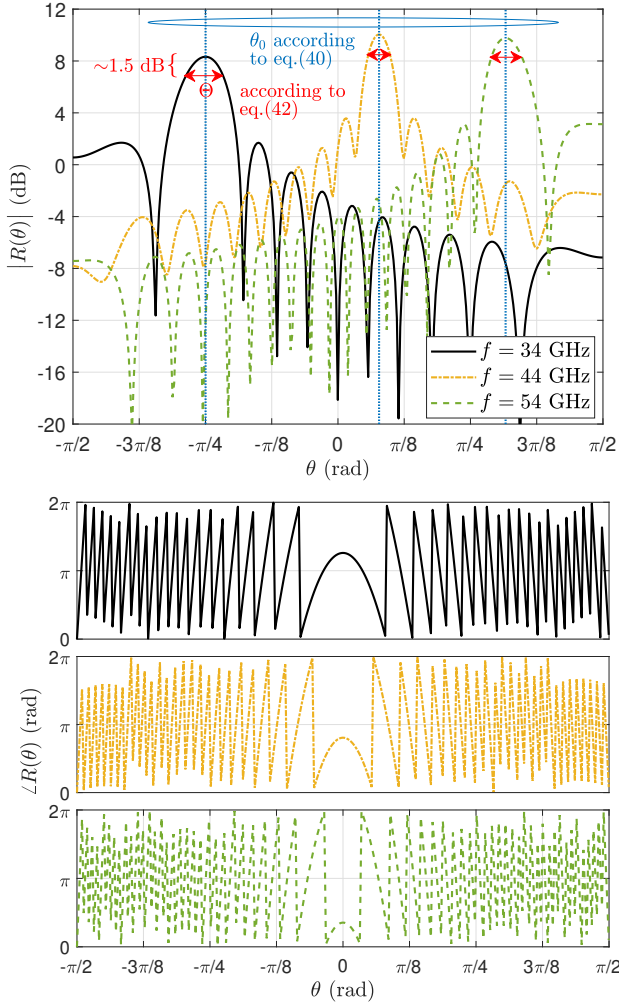 12
8
4
0
-4
-8
-12
-16
-20
|R(θ)| (dB)
~1.5 dB
θ₀ according
to eq.(40)
Θ
according to
eq.(42)
f = 34 GHz
f = 44 GHz
f = 54 GHz
-π/2 -3π/8 -π/4 -π/8 0 π/8 π/4 3π/8 π/2
θ (rad)
2π
π
0
2π
π
0
∠R(θ) (rad)
2π
π
0
-π/2 -3π/8 -π/4 -π/8 0 π/8 π/4 3π/8 π/2
θ (rad)